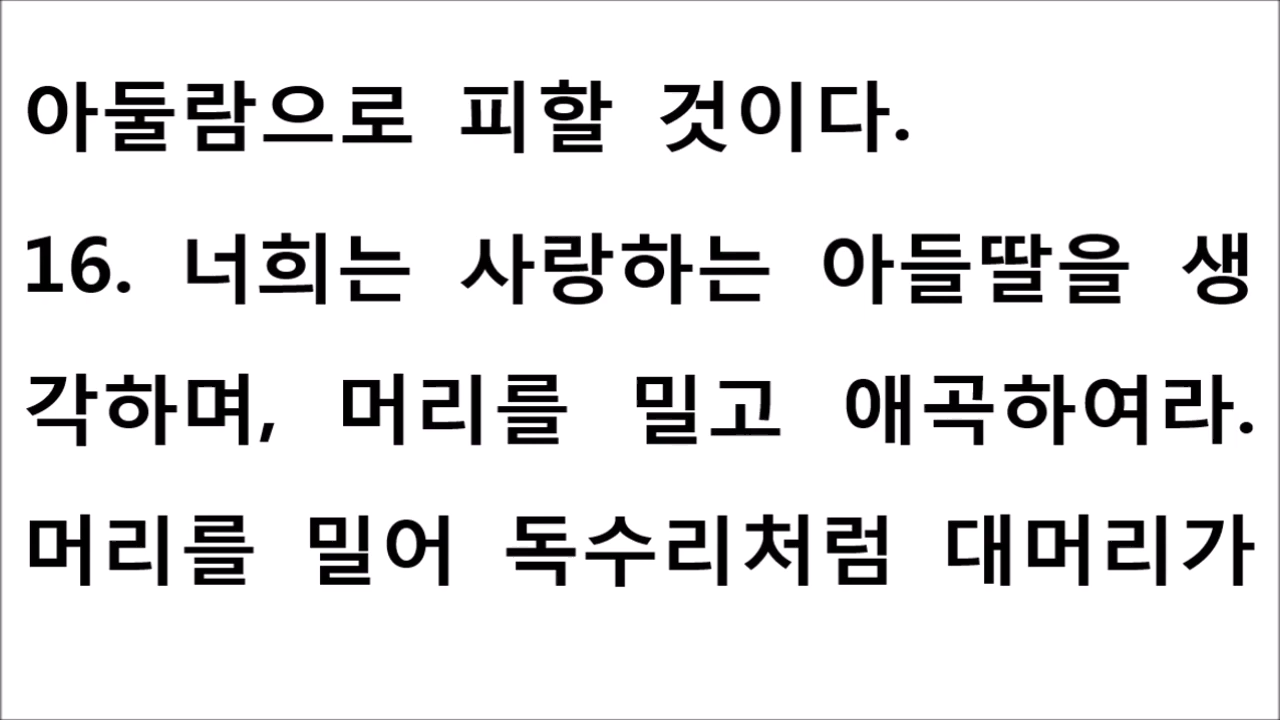 아둘람으로 피할 것이다.
16. 너희는 사랑하는 아들딸을 생
각하며, 머리를 밀고 애곡하여라.
머리를 밀어 독수리처럼 대머리가